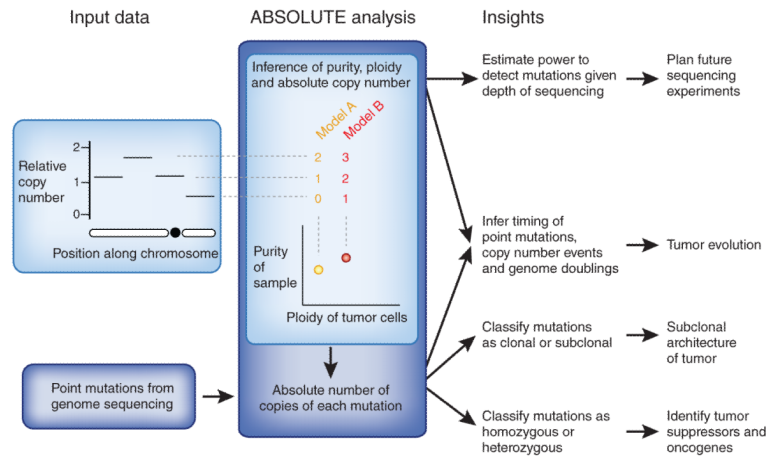 Input data
ABSOLUTE analysis
Insights
Relative
copy
number
2
1
0
Position along chromosome
Point mutations from
genome sequencing
Inference of purity, ploidy
and absolute copy number
Model A
Model B
2 3
1 2
0 1
Purity
of
sample
Ploidy of tumor cells
Absolute number of
copies of each mutation
Estimate power to
detect mutations given
depth of sequencing
Plan future
sequencing
experiments
Infer timing of
point mutations,
copy number events
and genome doublings
Tumor evolution
Classify mutations
as clonal or subclonal
Subclonal
architecture
of tumor
Classify mutations as
homozygous or
heterozygous
Identify tumor
suppressors and
oncogenes